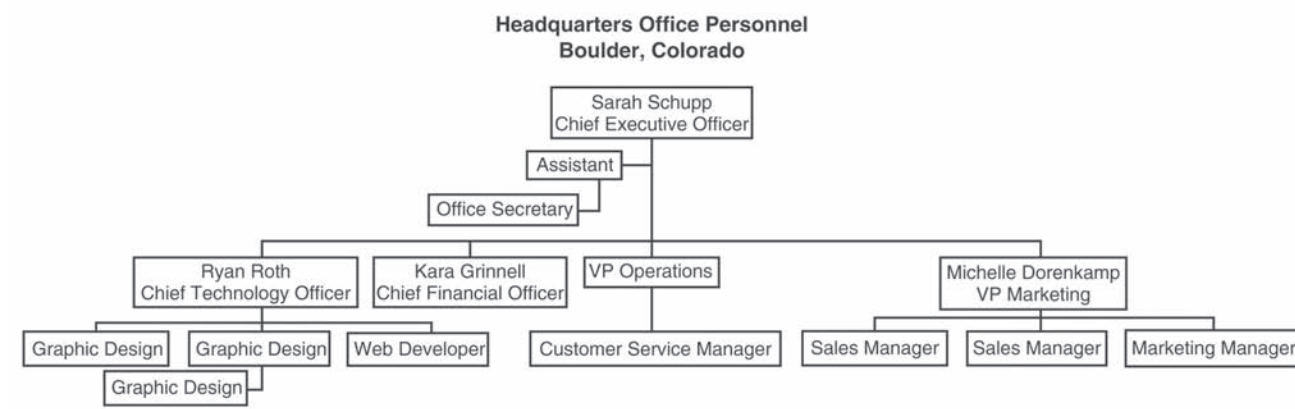 Headquarters Office Personnel
Boulder, Colorado
Sarah Schupp
Chief Executive Officer
Assistant
Office Secretary
Ryan Roth
Chief Technology Officer
Kara Grinnell
Chief Financial Officer
VP Operations
Michelle Dorenkamp
VP Marketing
Graphic Design
Graphic Design
Web Developer
Customer Service Manager
Sales Manager
Sales Manager
Marketing Manager
Graphic Design